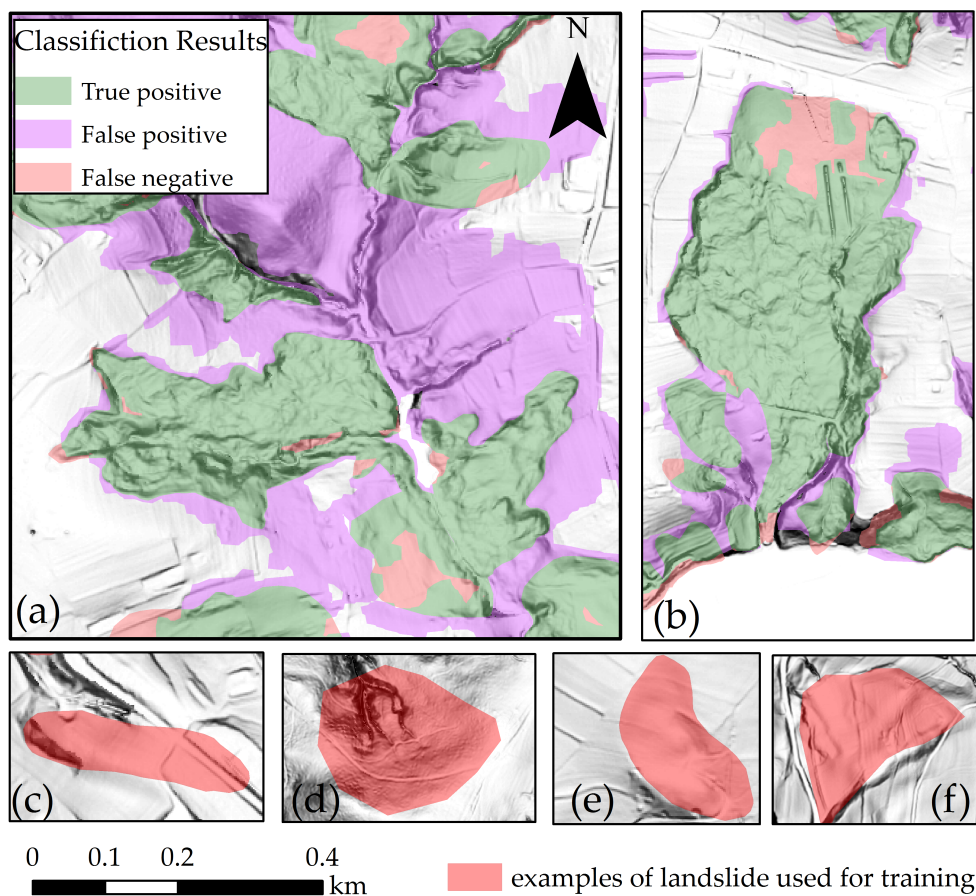 Classifiction Results
True positive
False positive
False negative
N
(a)
(b)
(c)
(d)
(e)
(f)
0 0.1 0.2 0.4
km
examples of landslide used for training